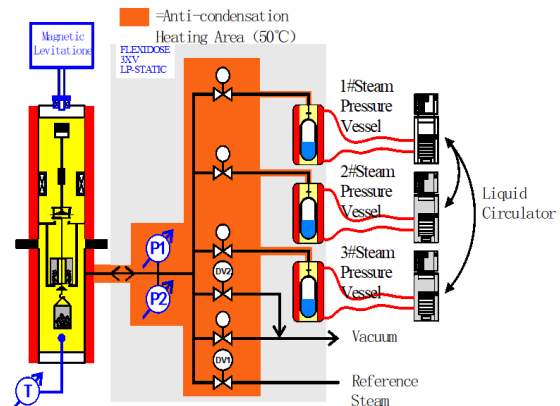 =Anti-condensation
Heating Area (50℃)
Magnetic
Levitatione
FLEXIDOSE
3XV
LP-STATIC
1#Steam
Pressure
Vessel
2#Steam
Pressure
Vessel
Liquid
Circulator
3#Steam
Pressure
Vessel
P1
P2
DV2
Vacuum
DV1
Reference
Steam
T